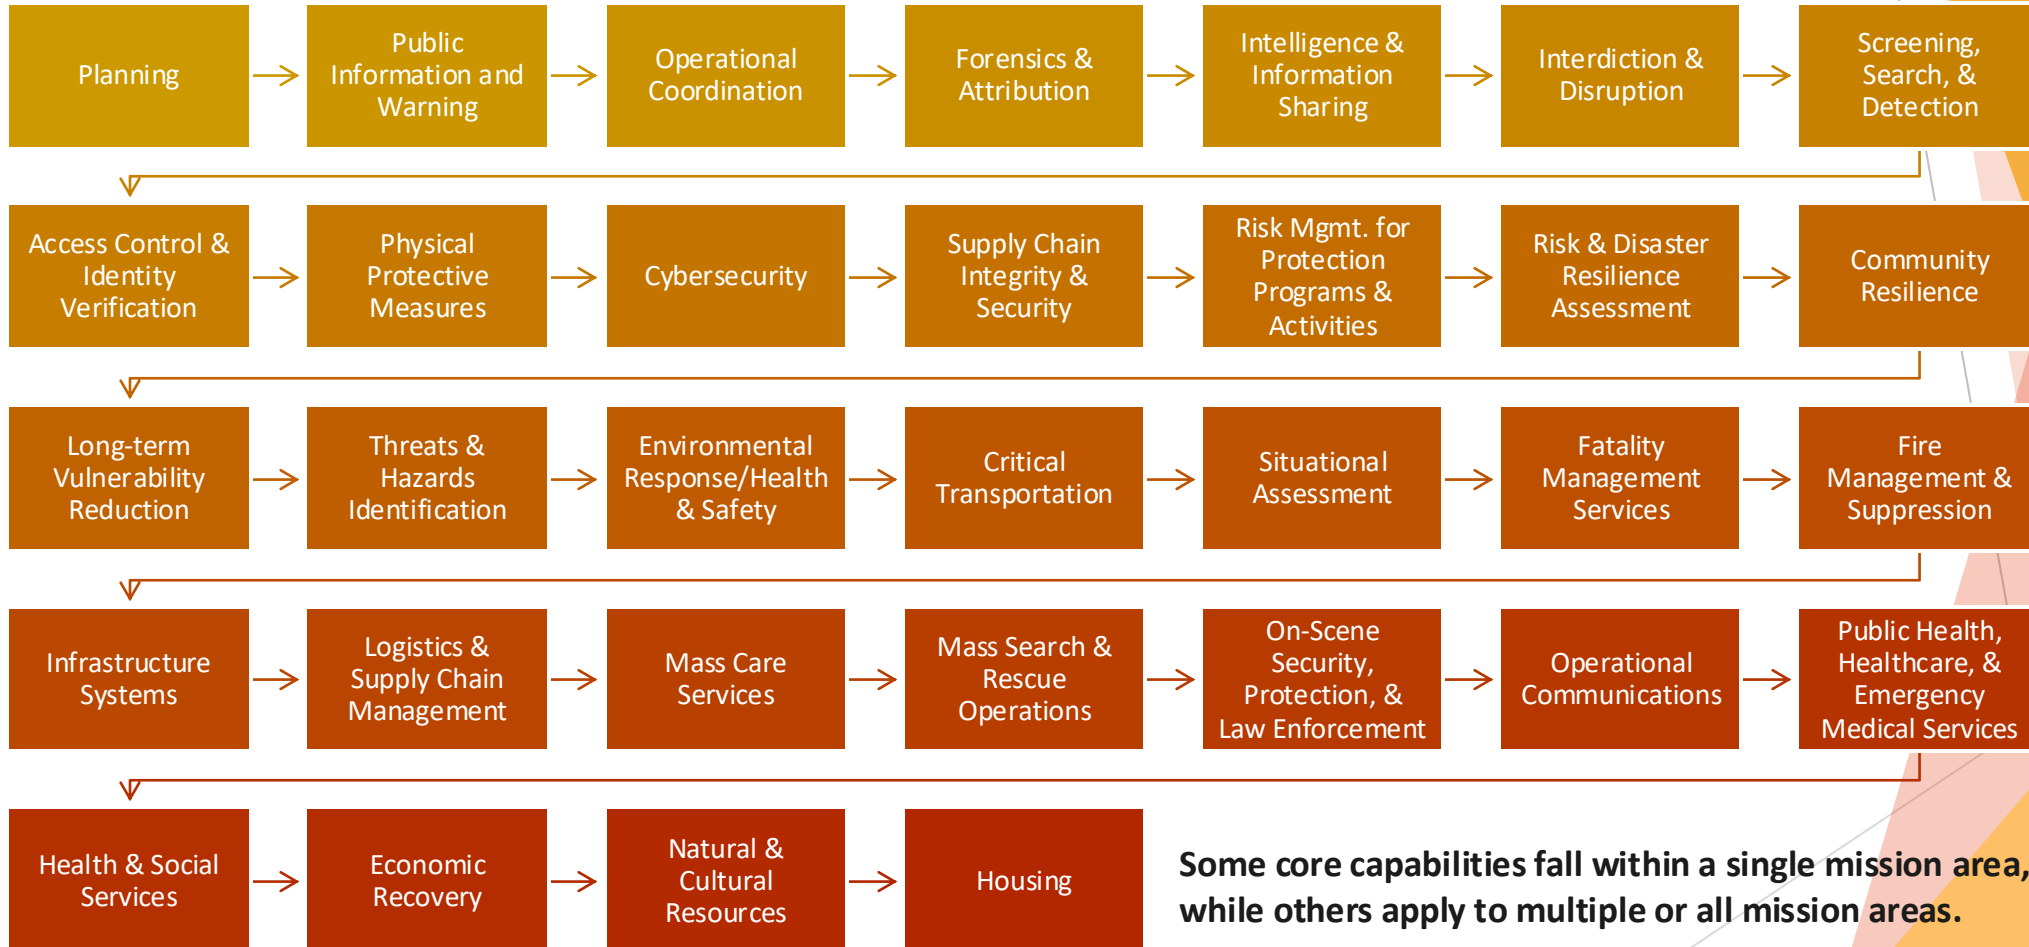 Planning
Public
Information and
Warning
Operational
Coordination
Forensics &
Attribution
Intelligence &
Information
Sharing
Interdiction &
Disruption
Screening,
Search, &
Detection
Access Control &
Identity
Verification
Physical
Protective
Measures
Cybersecurity
Supply Chain
Integrity &
Security
Risk Mgmt. for
Protection
Programs &
Activities
Risk & Disaster
Resilience
Assessment
Community
Resilience
Long-term
Vulnerability
Reduction
Threats &
Hazards
Identification
Environmental
Response/Health
& Safety
Critical
Transportation
Situational
Assessment
Fatality
Management
Services
Fire
Management &
Suppression
Infrastructure
Systems
Logistics &
Supply Chain
Management
Mass Care
Services
Mass Search &
Rescue
Operations
On-Scene
Security,
Protection, &
Law Enforcement
Operational
Communications
Public Health,
Healthcare, &
Emergency
Medical Services
Health & Social
Services
Economic
Recovery
Natural &
Cultural
Resources
Housing
Some core capabilities fall within a single mission area,
while others apply to multiple or all mission areas.